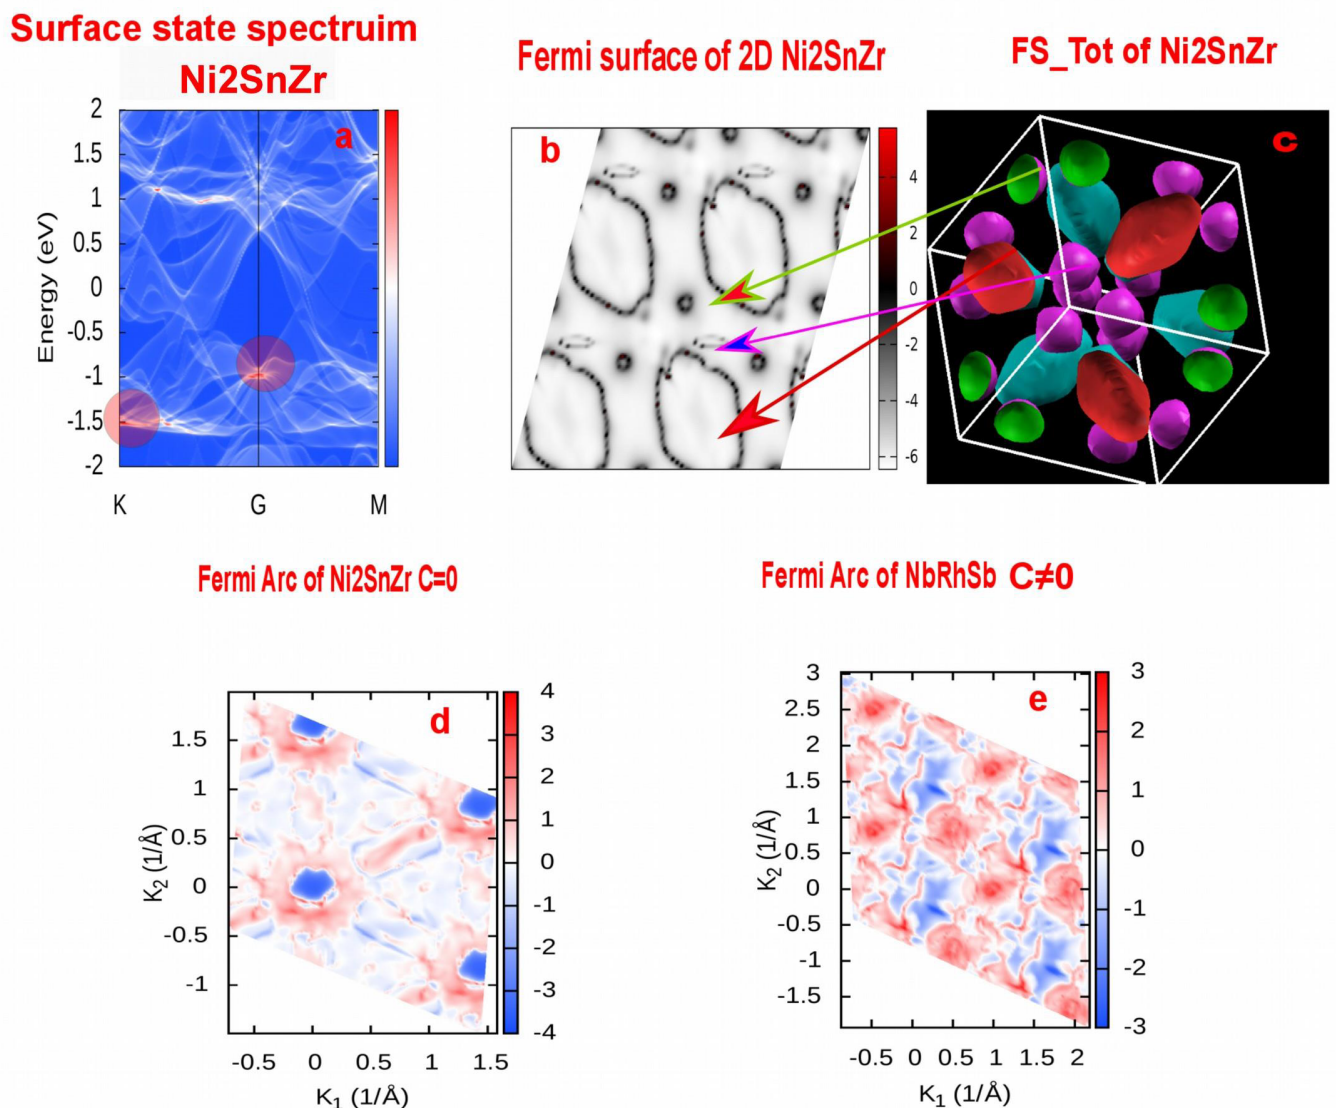 Surface state spectruim
Ni2SnZr
a
2
1.5
1
0.5
0
-0.5
-1
-1.5
-2
Energy (eV)
K G M
Fermi surface of 2D Ni2SnZr
b
4
2
0
-2
-4
-6
FS_Tot of Ni2SnZr
c
Fermi Arc of Ni2SnZr C=0
d
1.5
1
0.5
0
-0.5
-1
K2 (1/Å)
-0.5 0 0.5 1 1.5
K1 (1/Å)
4
3
2
1
0
-1
-2
-3
-4
Fermi Arc of NbRhSb C≠0
e
3
2.5
2
1.5
1
0.5
0
-0.5
-1
-1.5
K2 (1/Å)
-0.5 0 0.5 1 1.5 2
K1 (1/Å)
3
2
1
0
-1
-2
-3